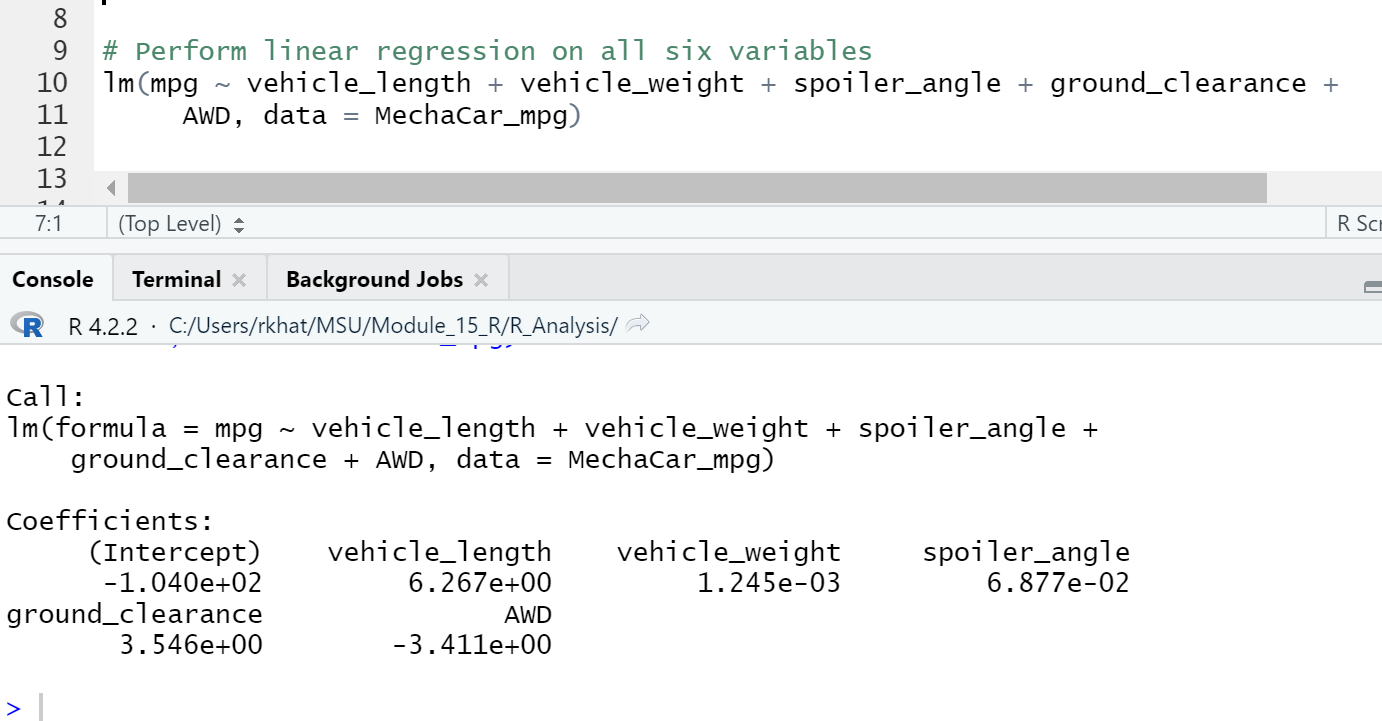 8
9 # Perform linear regression on all six variables
10 lm(mpg ~ vehicle_length + vehicle_weight + spoiler_angle + ground_clearance +
11 AWD, data = MechaCar_mpg)
12
13
7:1 (Top Level) R Scr
Console Terminal Background Jobs
R R 4.2.2 · C:/Users/rkhat/MSU/Module_15_R/R_Analysis/
Call:
lm(formula = mpg ~ vehicle_length + vehicle_weight + spoiler_angle +
ground_clearance + AWD, data = MechaCar_mpg)
Coefficients:
(Intercept) vehicle_length vehicle_weight spoiler_angle
-1.040e+02 6.267e+00 1.245e-03 6.877e-02
ground_clearance AWD
3.546e+00 -3.411e+00
>